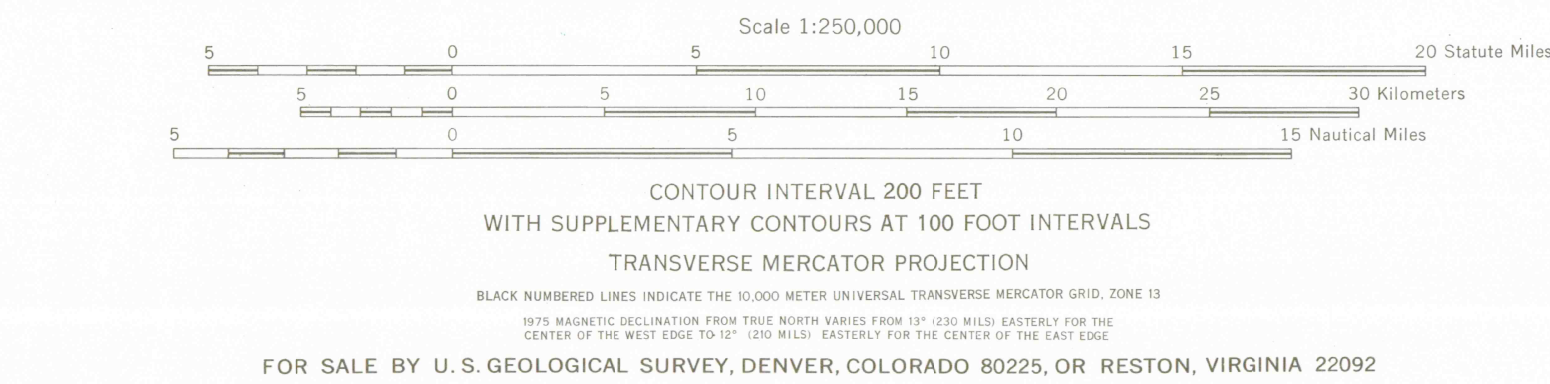 Scale 1:250,000
5 0 5 10 15 20 Statute Miles
5 0 5 10 15 20 25 30 Kilometers
5 0 5 10 15 Nautical Miles
CONTOUR INTERVAL 200 FEET
WITH SUPPLEMENTARY CONTOURS AT 100 FOOT INTERVALS
TRANSVERSE MERCATOR PROJECTION
BLACK NUMBERED LINES INDICATE THE 10,000 METER UNIVERSAL TRANSVERSE MERCATOR GRID, ZONE 13
1975 MAGNETIC DECLINATION FROM TRUE NORTH VARIES FROM 13° (230 MILS) EASTERLY FOR THE
CENTER OF THE WEST EDGE TO 12° (210 MILS) EASTERLY FOR THE CENTER OF THE EAST EDGE
FOR SALE BY U. S. GEOLOGICAL SURVEY, DENVER, COLORADO 80225, OR RESTON, VIRGINIA 22092